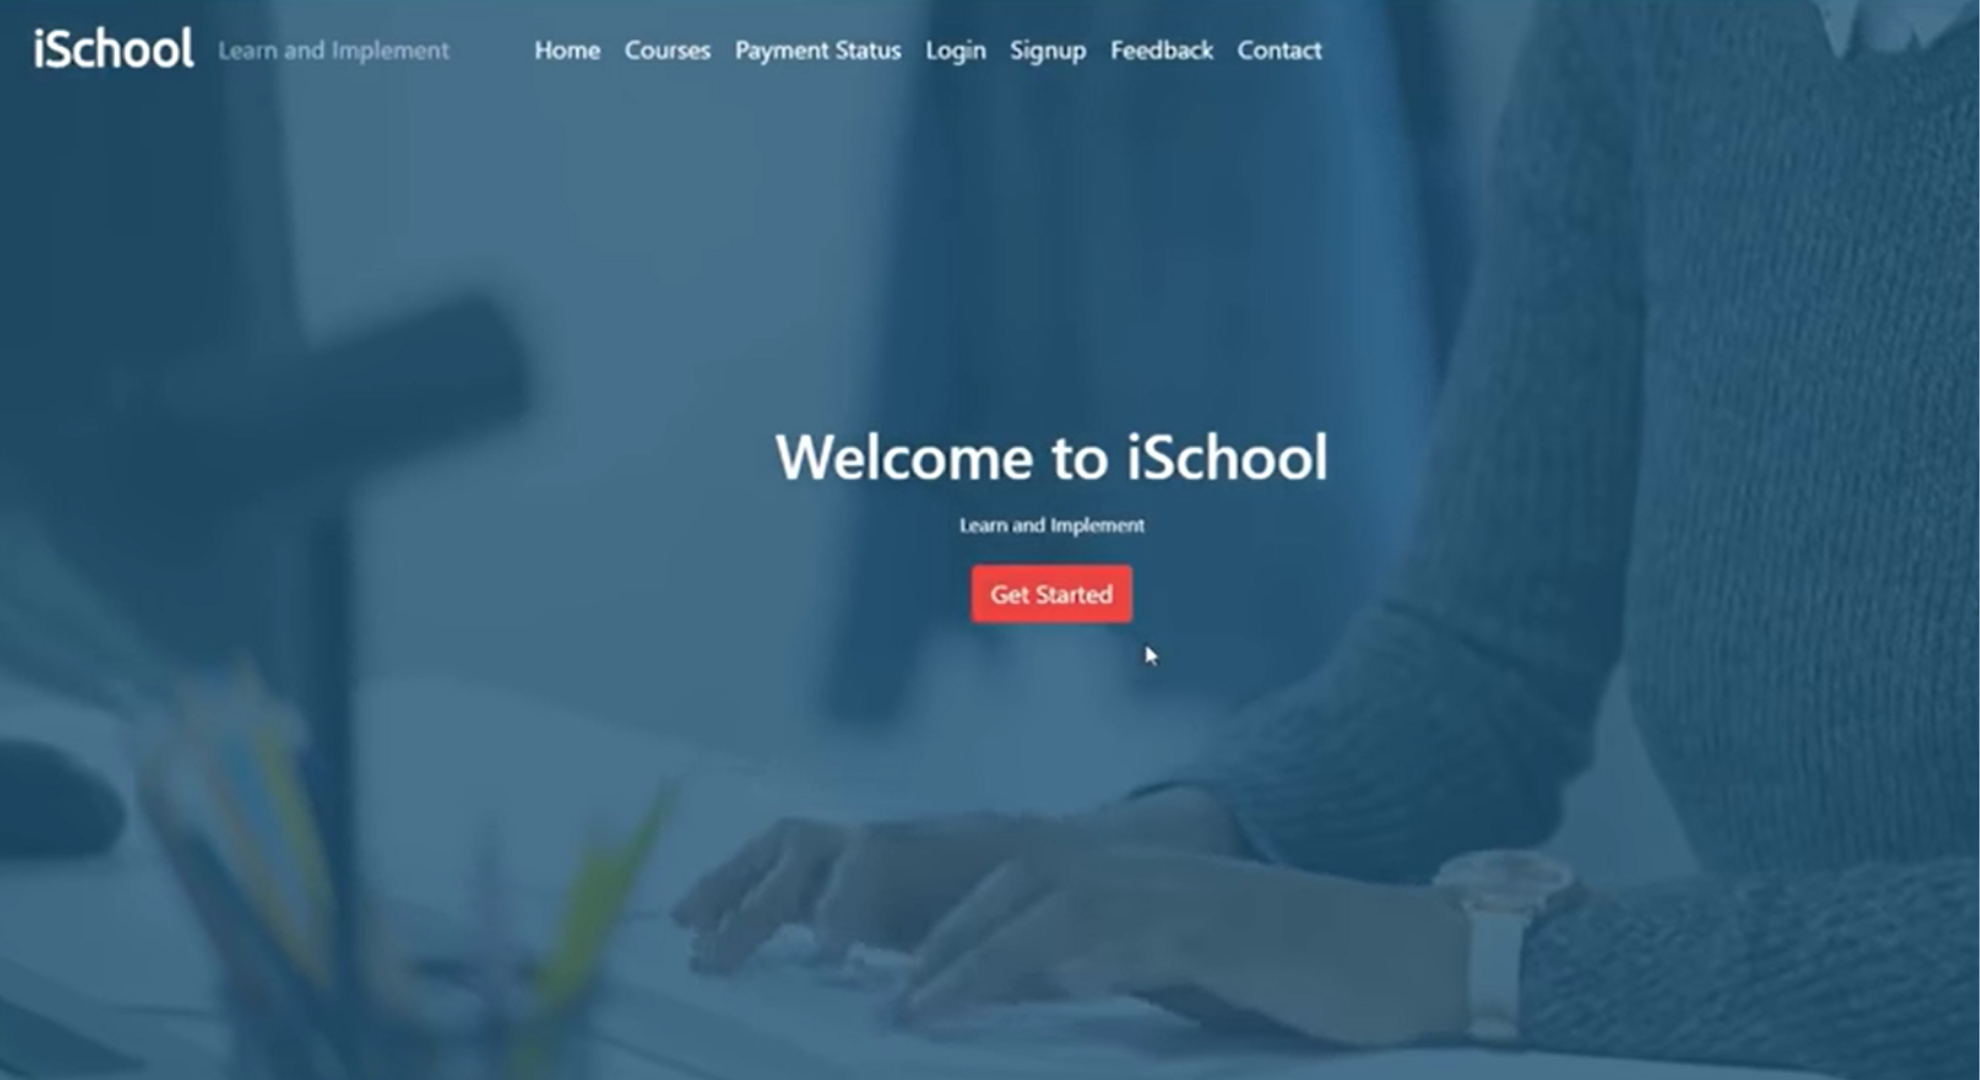 iSchool Learn and Implement Home Courses Payment Status Login Signup Feedback Contact
Welcome to iSchool
Learn and Implement
Get Started